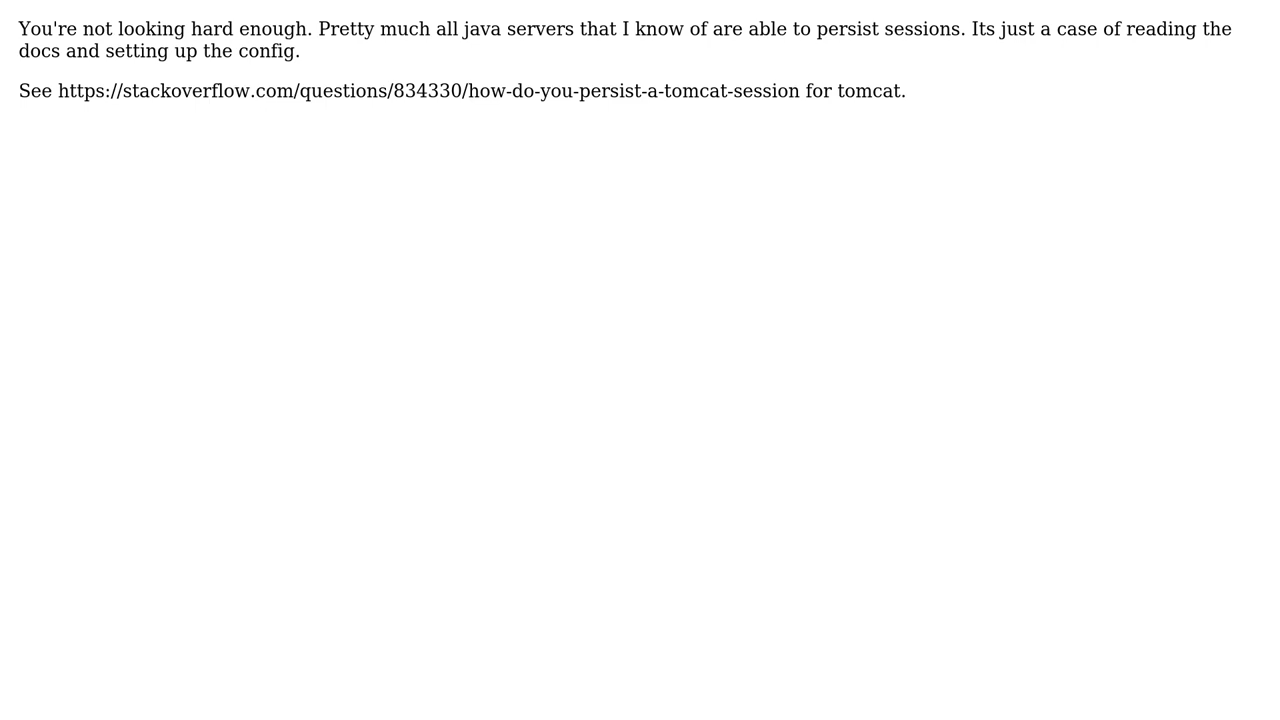 You're not looking hard enough. Pretty much all java servers that I know of are able to persist sessions. Its just a case of reading the
docs and setting up the config.
See https://stackoverflow.com/questions/834330/how-do-you-persist-a-tomcat-session for tomcat.